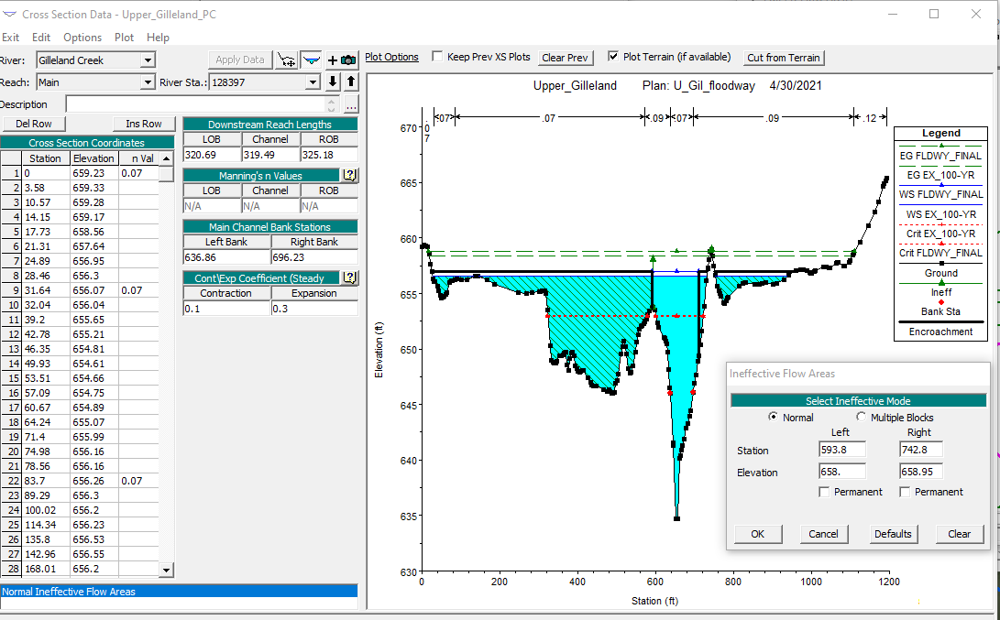 Cross Section Data - Upper_Gilleland_PC
Exit Edit Options Plot Help
River: Gilleland Creek
Apply Data
Reach: Main
River Sta.: 128397
Description
...
Del Row Ins Row
Cross Section Coordinates
Station Elevation n Val
1 0 659.23 0.07
2 3.58 659.33
3 10.57 659.28
4 14.15 659.17
5 17.73 658.56
6 21.31 657.64
7 24.89 656.95
8 28.46 656.3
9 31.64 656.07 0.07
10 32.04 656.04
11 39.2 655.65
12 42.78 655.21
13 46.35 654.81
14 49.93 654.61
15 53.51 654.66
16 57.09 654.75
17 60.67 654.89
18 64.24 655.07
19 71.4 655.99
20 74.98 656.16
21 78.56 656.16
22 83.7 656.26 0.07
23 89.29 656.3
24 100.02 656.2
25 114.34 656.23
26 135.8 656.53
27 142.96 656.55
28 168.01 656.2
Normal Ineffective Flow Areas
Downstream Reach Lengths
LOB Channel ROB
320.69 319.49 325.18
Manning's n Values
LOB Channel ROB
N/A N/A N/A
Main Channel Bank Stations
Left Bank Right Bank
636.86 696.23
Cont\Exp Coefficient (Steady
Contraction Expansion
0.1 0.3
Plot Options
Keep Prev XS Plots
Clear Prev
Plot Terrain (if available)
Cut from Terrain
Upper_Gilleland Plan: U_Gil_floodway 4/30/2021
.07 .07 .07 .09 .07 .09 .12
670
665
660
655
650
645
640
635
630
Elevation (ft)
0 200 400 600 800 1000 1200
Station (ft)
Legend
EG FLDWY_FINAL
EG EX_100-YR
WS FLDWY_FINAL
WS EX_100-YR
Crit EX_100-YR
Crit FLDWY_FINAL
Ground
Ineff
Bank Sta
Encroachment
Ineffective Flow Areas
Select Ineffective Mode
Normal Multiple Blocks
Left Right
Station 593.8 742.8
Elevation 658. 658.95
Permanent Permanent
OK Cancel Defaults Clear